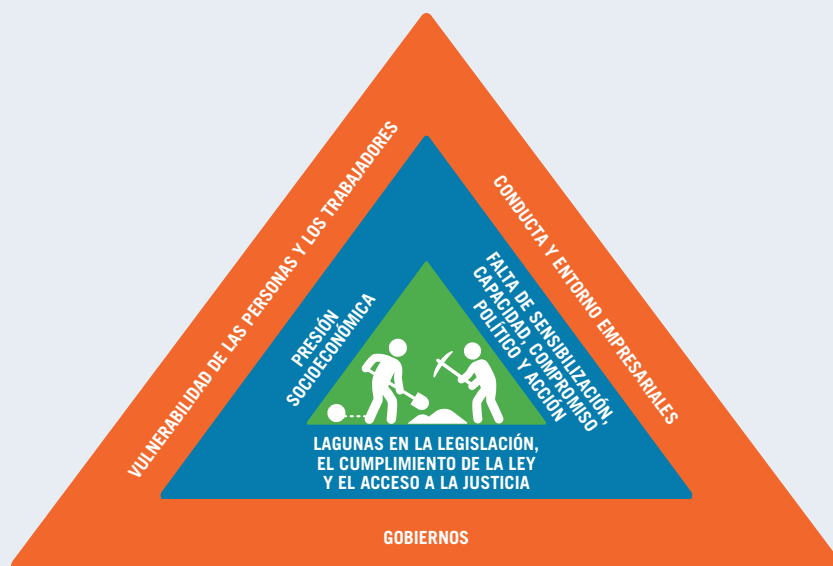 VULNERABILIDAD DE LAS PERSONAS Y LOS TRABAJADORES
CONDUCTA Y ENTORNO EMPRESARIALES
PRESIÓN
SOCIOECONÓMICA
FALTA DE SENSIBILIZACIÓN,
CAPACIDAD, COMPROMISO
POLÍTICO Y ACCIÓN
LAGUNAS EN LA LEGISLACIÓN,
EL CUMPLIMIENTO DE LA LEY
Y EL ACCESO A LA JUSTICIA
GOBIERNOS